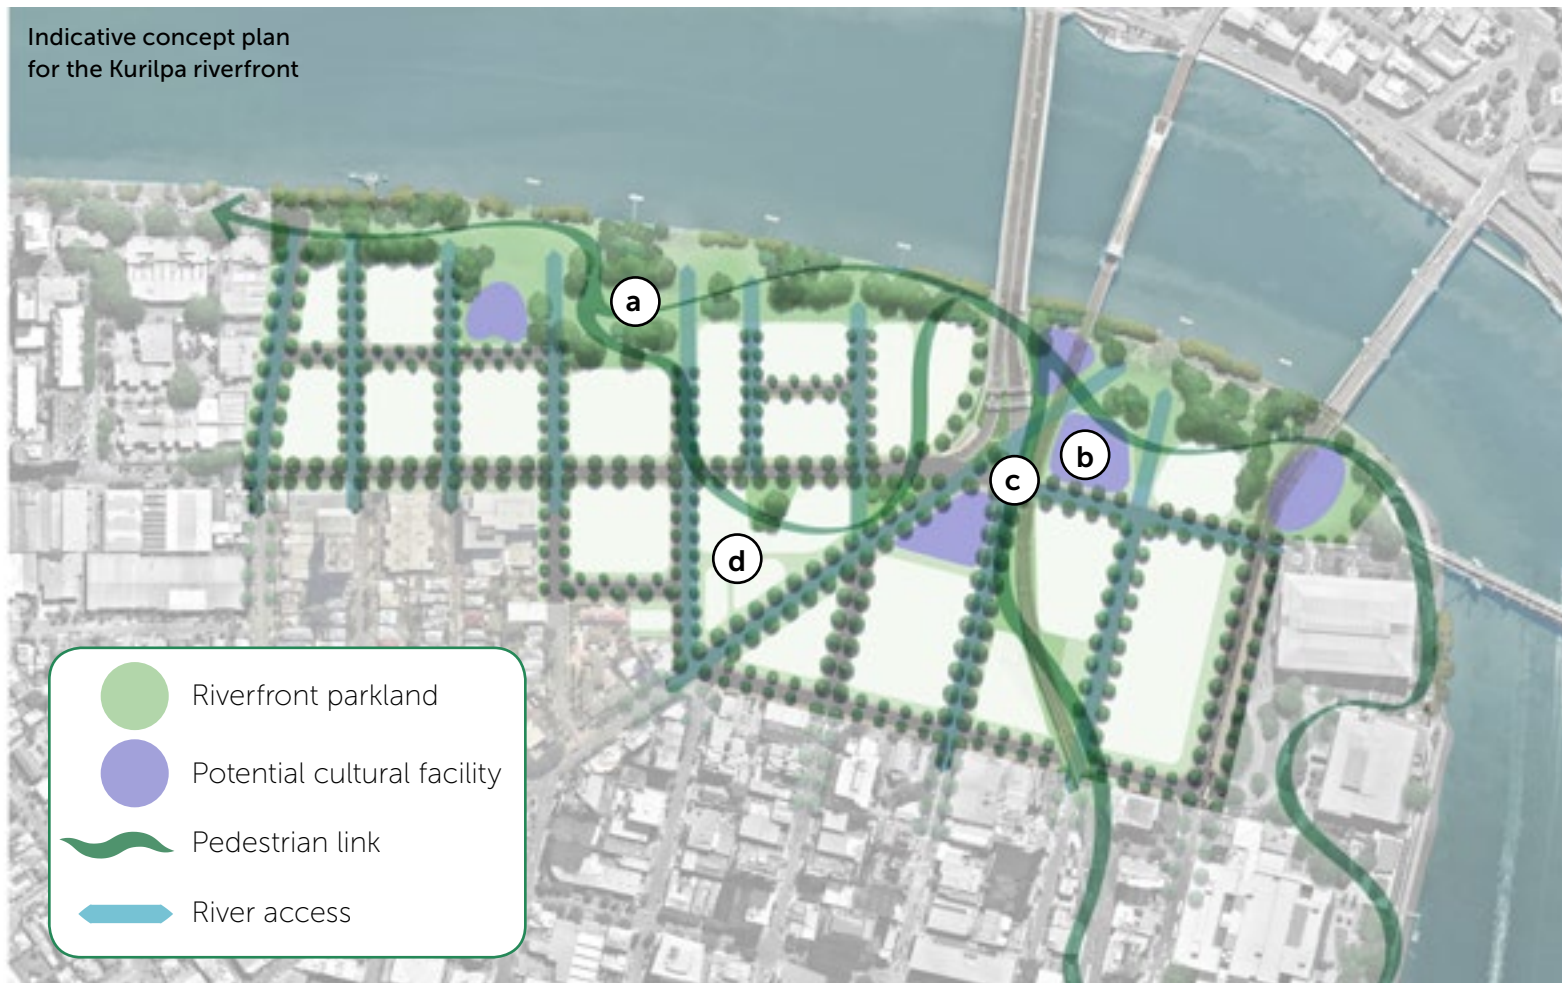 Indicative concept plan
for the Kurilpa riverfront
a
b
c
d
Riverfront parkland
Potential cultural facility
Pedestrian link
River access